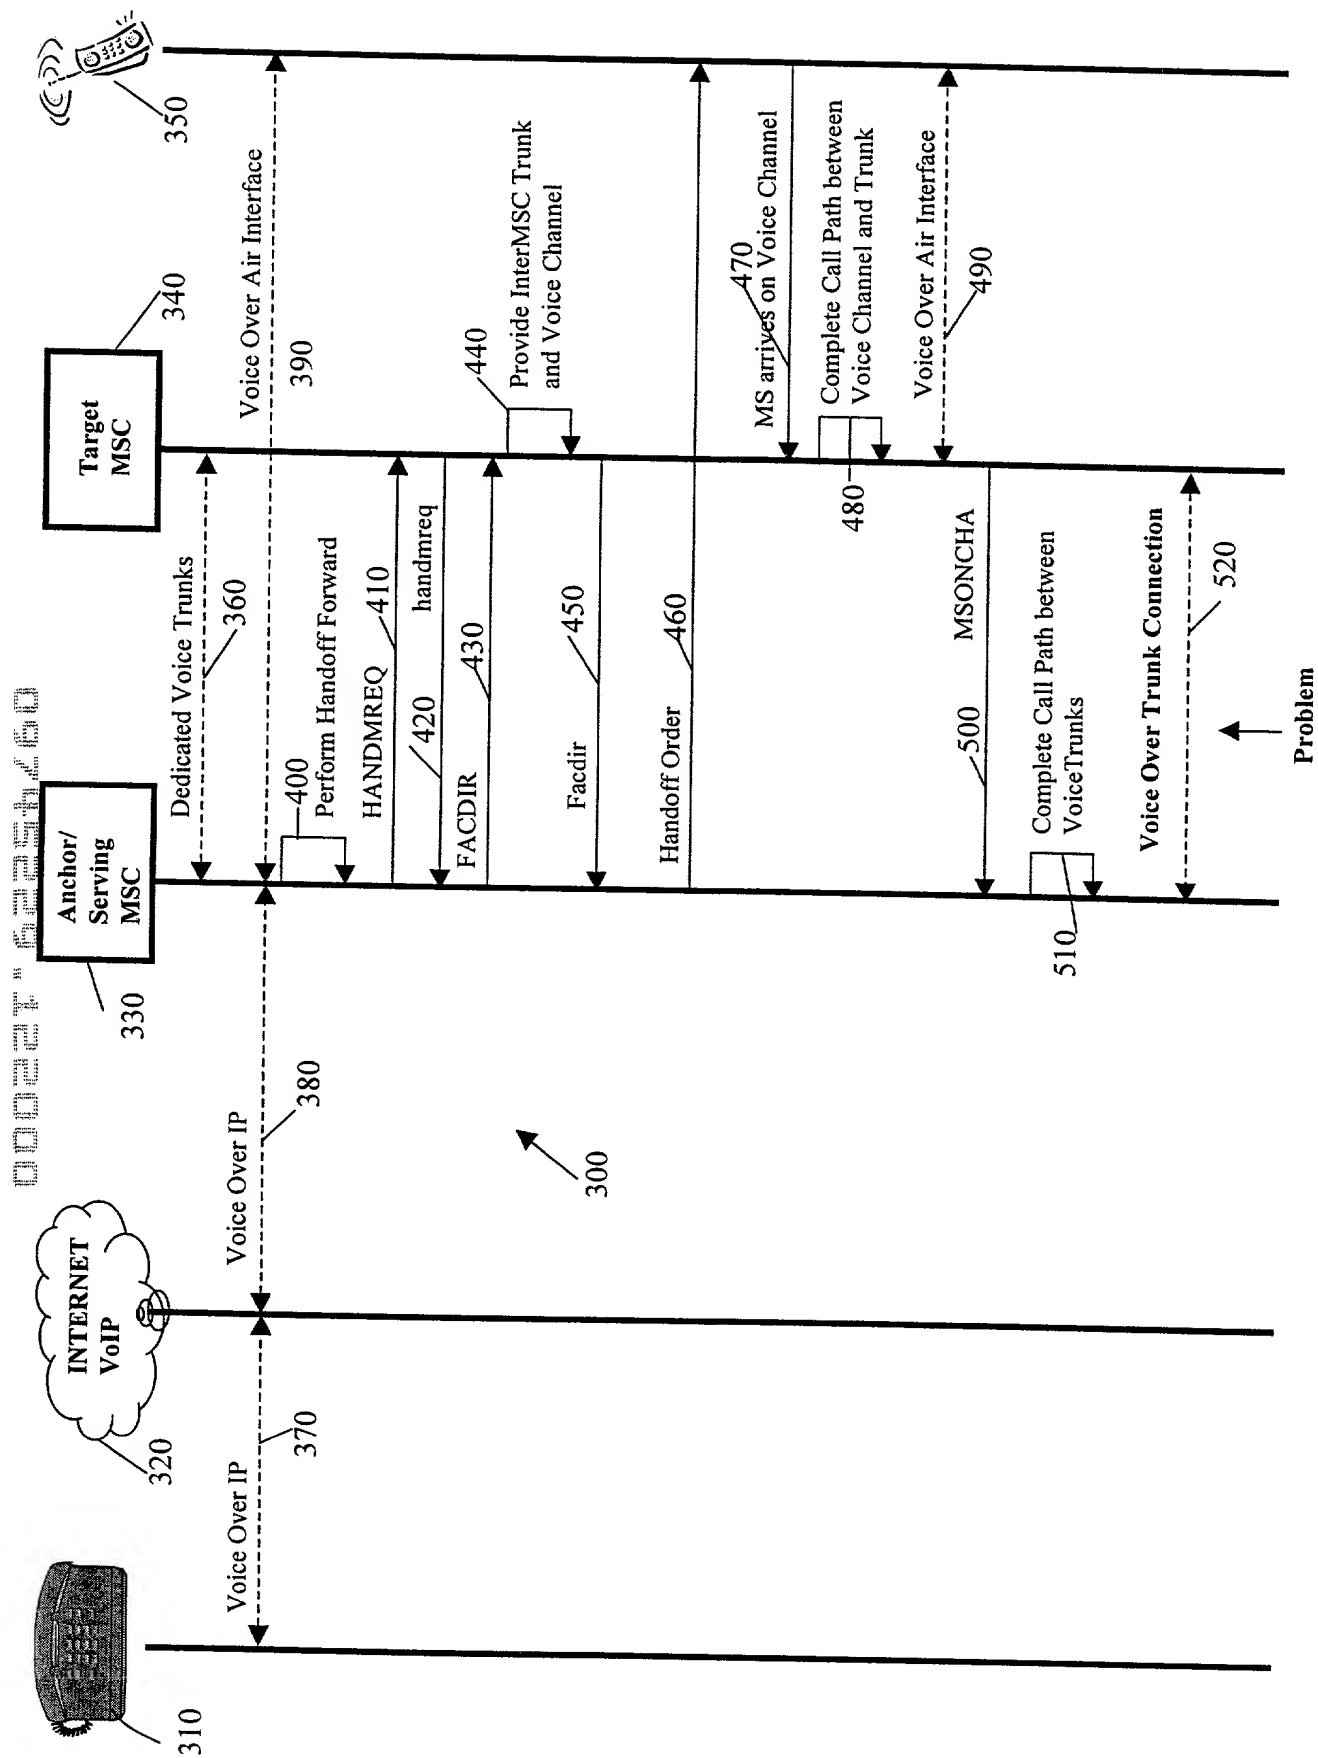 310
INTERNET
VoIP
320
Anchor/
Serving
MSC
330
Target
MSC
340
350
Dedicated Voice Trunks
360
Voice Over IP
370
Voice Over IP
380
Voice Over Air Interface
390
400
Perform Handoff Forward
HANDMREQ
410
420
handmreq
FACDIR
430
440
Provide InterMSC Trunk
and Voice Channel
Facdir
450
Handoff Order
460
300
470
MS arrives on Voice Channel
480
Complete Call Path between
Voice Channel and Trunk
Voice Over Air Interface
490
500
MSONCHA
510
Complete Call Path between
VoiceTrunks
Voice Over Trunk Connection
520
Problem